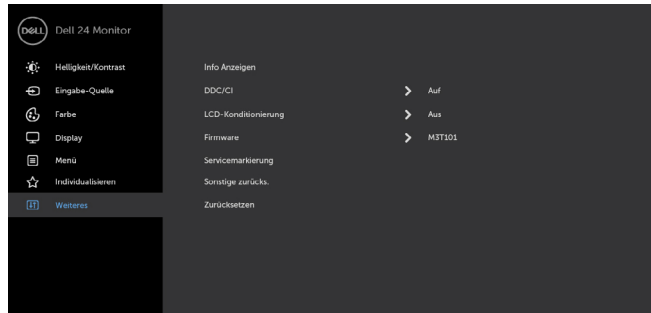 DELL Dell 24 Monitor
Helligkeit/Kontrast Info Anzeigen
Eingabe-Quelle DDC/CI Auf
Farbe LCD-Konditionierung Aus
Display Firmware M3T101
Menü Servicemarkierung
Individualisieren Sonstige zurücks.
Weiteres Zurücksetzen